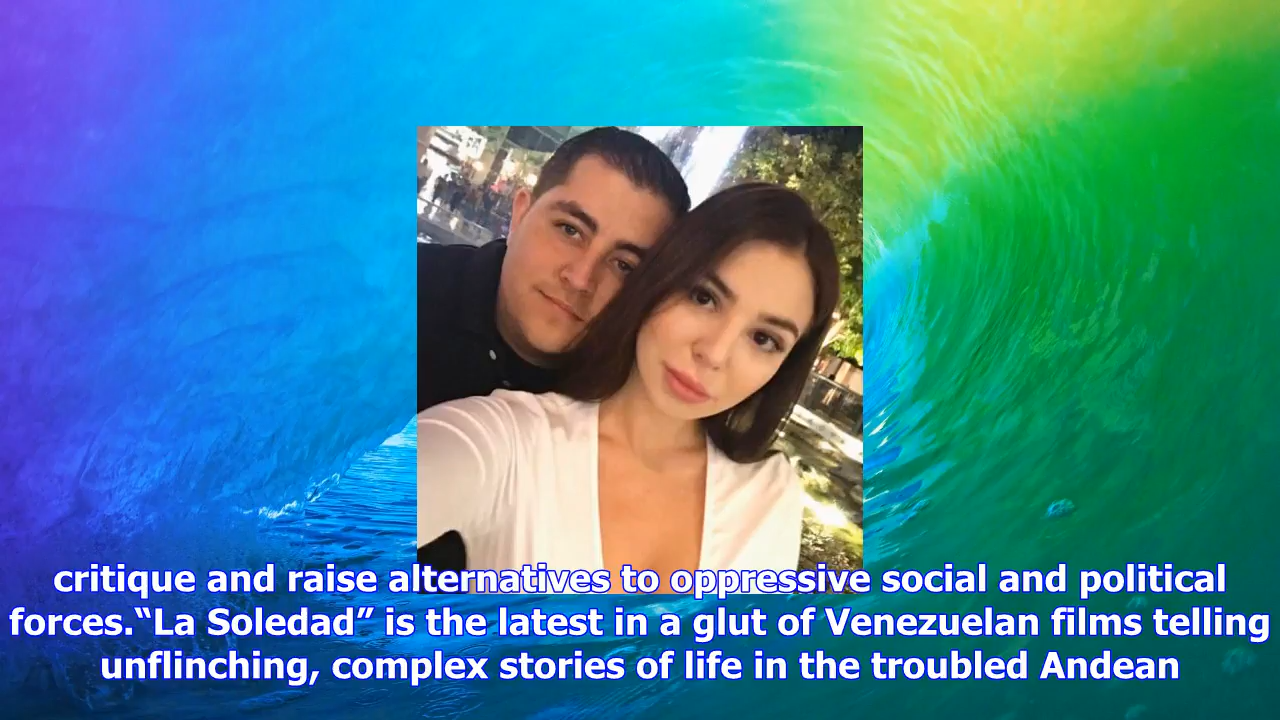 critique and raise alternatives to oppressive social and political
forces.“La Soledad” is the latest in a glut of Venezuelan films telling
unflinching, complex stories of life in the troubled Andean